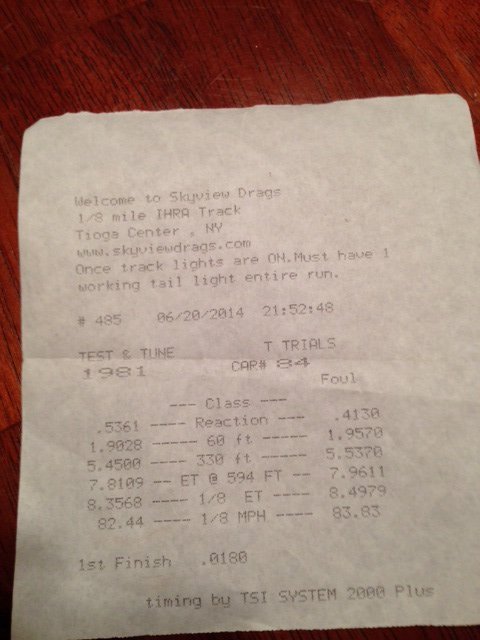 Welcome to Skyview Drags
1/8 mile IHRA Track
Tioga Center , NY
www.skyviewdrags.com
Once track lights are ON.Must have 1
working tail light entire run.
# 485 06/20/2014 21:52:48
TEST & TUNE T TRIALS
1981 CAR# 84
Foul
--- Class ---
.5361 ---- Reaction --- .4130
1.9028 ----- 60 ft ---- 1.9570
5.4500 ---- 330 ft ---- 5.5370
7.8109 -- ET @ 594 FT -- 7.9611
8.3568 ---- 1/8 ET ---- 8.4979
82.44 ---- 1/8 MPH ---- 83.83
1st Finish .0180
timing by TSI SYSTEM 2000 Plus